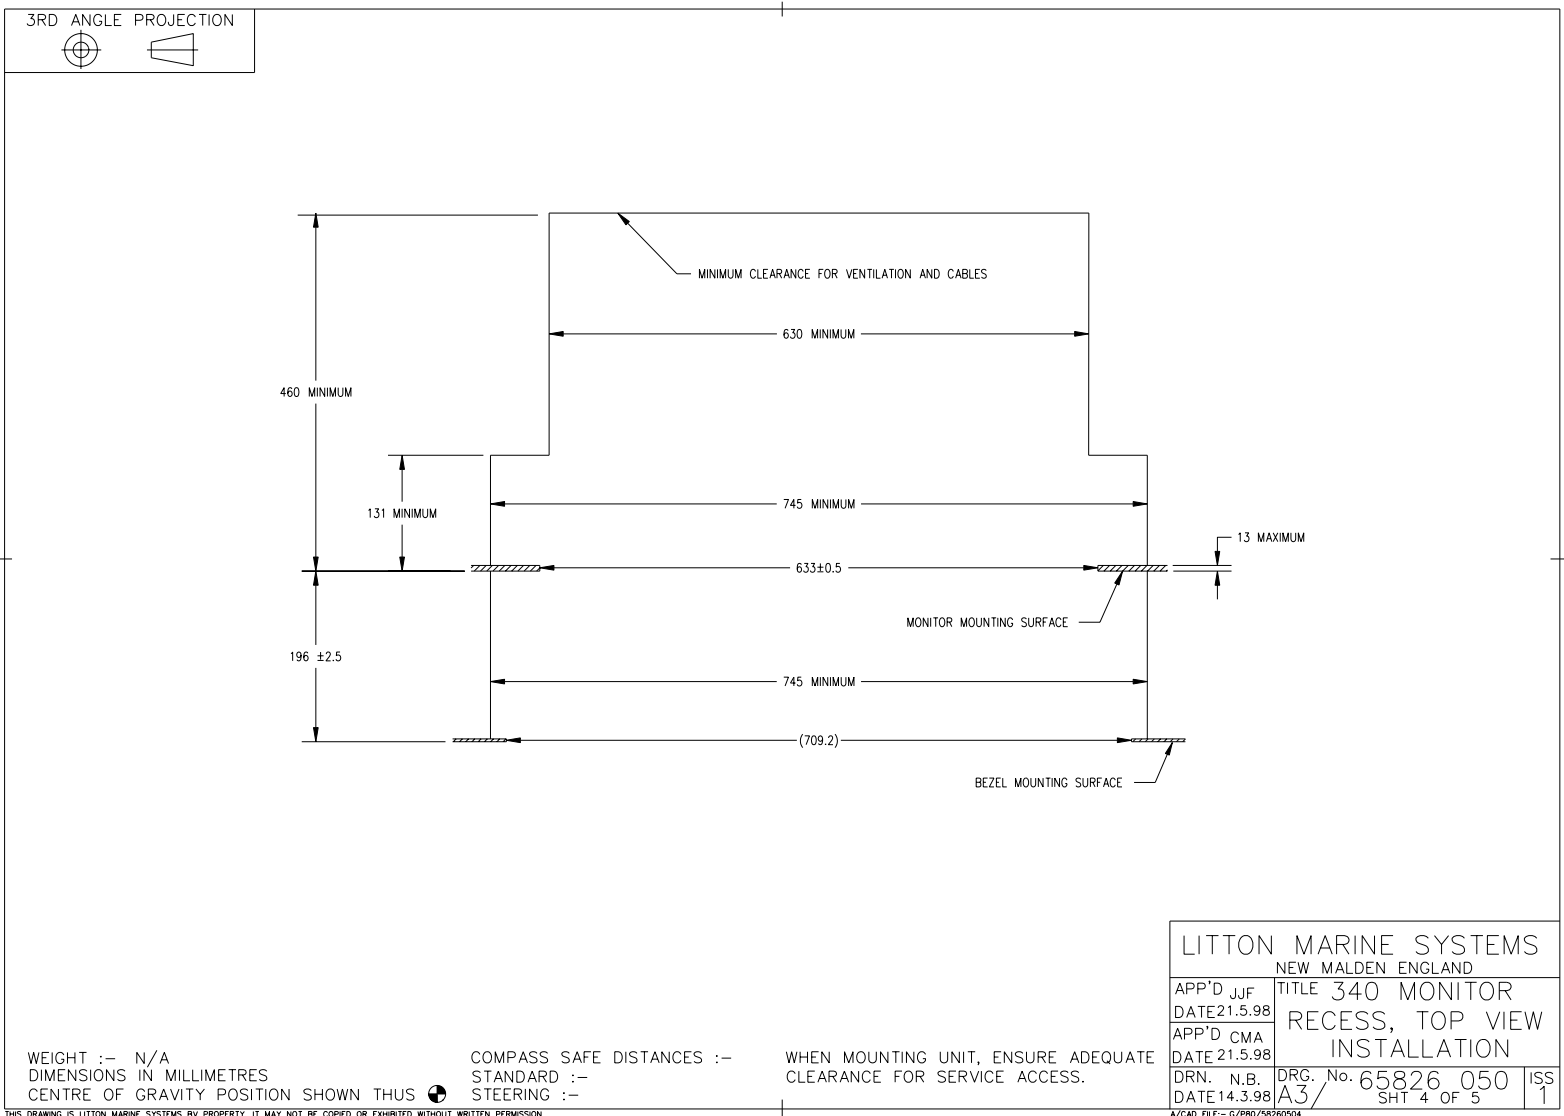 3RD ANGLE PROJECTION
MINIMUM CLEARANCE FOR VENTILATION AND CABLES
630 MINIMUM
460 MINIMUM
745 MINIMUM
131 MINIMUM
13 MAXIMUM
633±0.5
MONITOR MOUNTING SURFACE
196 ±2.5
745 MINIMUM
(709.2)
BEZEL MOUNTING SURFACE
WEIGHT :- N/A
DIMENSIONS IN MILLIMETRES
CENTRE OF GRAVITY POSITION SHOWN THUS
COMPASS SAFE DISTANCES :-
STANDARD :-
STEERING :-
WHEN MOUNTING UNIT, ENSURE ADEQUATE
CLEARANCE FOR SERVICE ACCESS.
LITTON MARINE SYSTEMS
NEW MALDEN ENGLAND
APP'D JJF
DATE 21.5.98
APP'D CMA
DATE 21.5.98
DRN. N.B.
DATE 14.3.98
TITLE 340 MONITOR
RECESS, TOP VIEW
INSTALLATION
DRG. No. 65826_050
A3/ SHT 4 OF 5
ISS
1
THIS DRAWING IS LITTON MARINE SYSTEMS BV PROPERTY. IT MAY NOT BE COPIED OR EXHIBITED WITHOUT WRITTEN PERMISSION
A/CAD FILE:- G/PB0/58260504